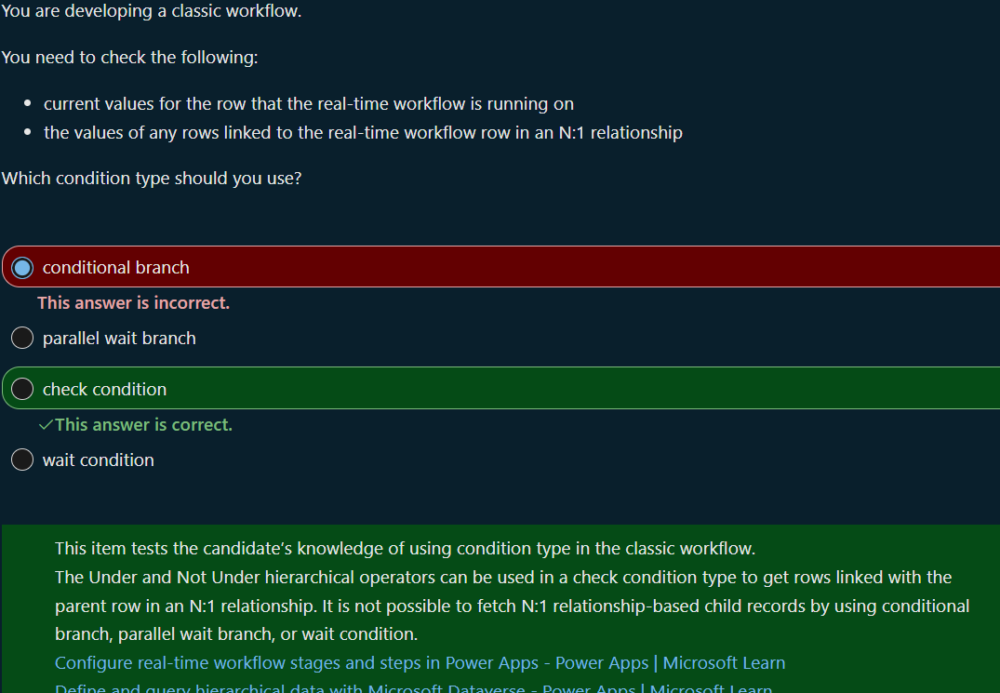 You are developing a classic workflow.
You need to check the following:
• current values for the row that the real-time workflow is running on
• the values of any rows linked to the real-time workflow row in an N:1 relationship
Which condition type should you use?
conditional branch
This answer is incorrect.
parallel wait branch
check condition
✓This answer is correct.
wait condition
This item tests the candidate’s knowledge of using condition type in the classic workflow.
The Under and Not Under hierarchical operators can be used in a check condition type to get rows linked with the
parent row in an N:1 relationship. It is not possible to fetch N:1 relationship-based child records by using conditional
branch, parallel wait branch, or wait condition.
Configure real-time workflow stages and steps in Power Apps - Power Apps | Microsoft Learn
Define and query hierarchical data with Microsoft Dataverse - Power Apps | Microsoft Learn